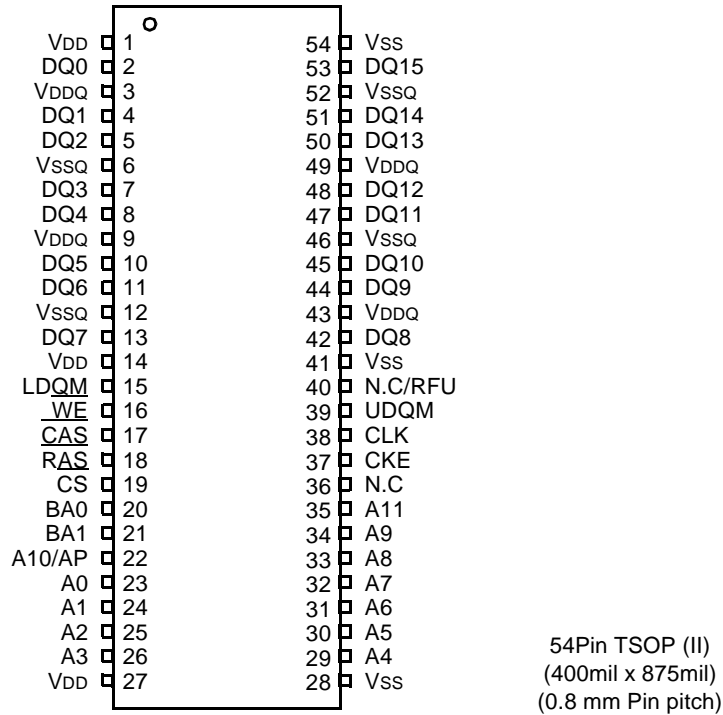 VDD 1 54 VSS
DQ0 2 53 DQ15
VDDQ 3 52 VSSQ
DQ1 4 51 DQ14
DQ2 5 50 DQ13
VSSQ 6 49 VDDQ
DQ3 7 48 DQ12
DQ4 8 47 DQ11
VDDQ 9 46 VSSQ
DQ5 10 45 DQ10
DQ6 11 44 DQ9
VSSQ 12 43 VDDQ
DQ7 13 42 DQ8
VDD 14 41 VSS
LDQM 15 40 N.C/RFU
WE 16 39 UDQM
CAS 17 38 CLK
RAS 18 37 CKE
CS 19 36 N.C
BA0 20 35 A11
BA1 21 34 A9
A10/AP 22 33 A8
A0 23 32 A7
A1 24 31 A6
A2 25 30 A5
A3 26 29 A4
VDD 27 28 VSS
54Pin TSOP (II)
(400mil x 875mil)
(0.8 mm Pin pitch)